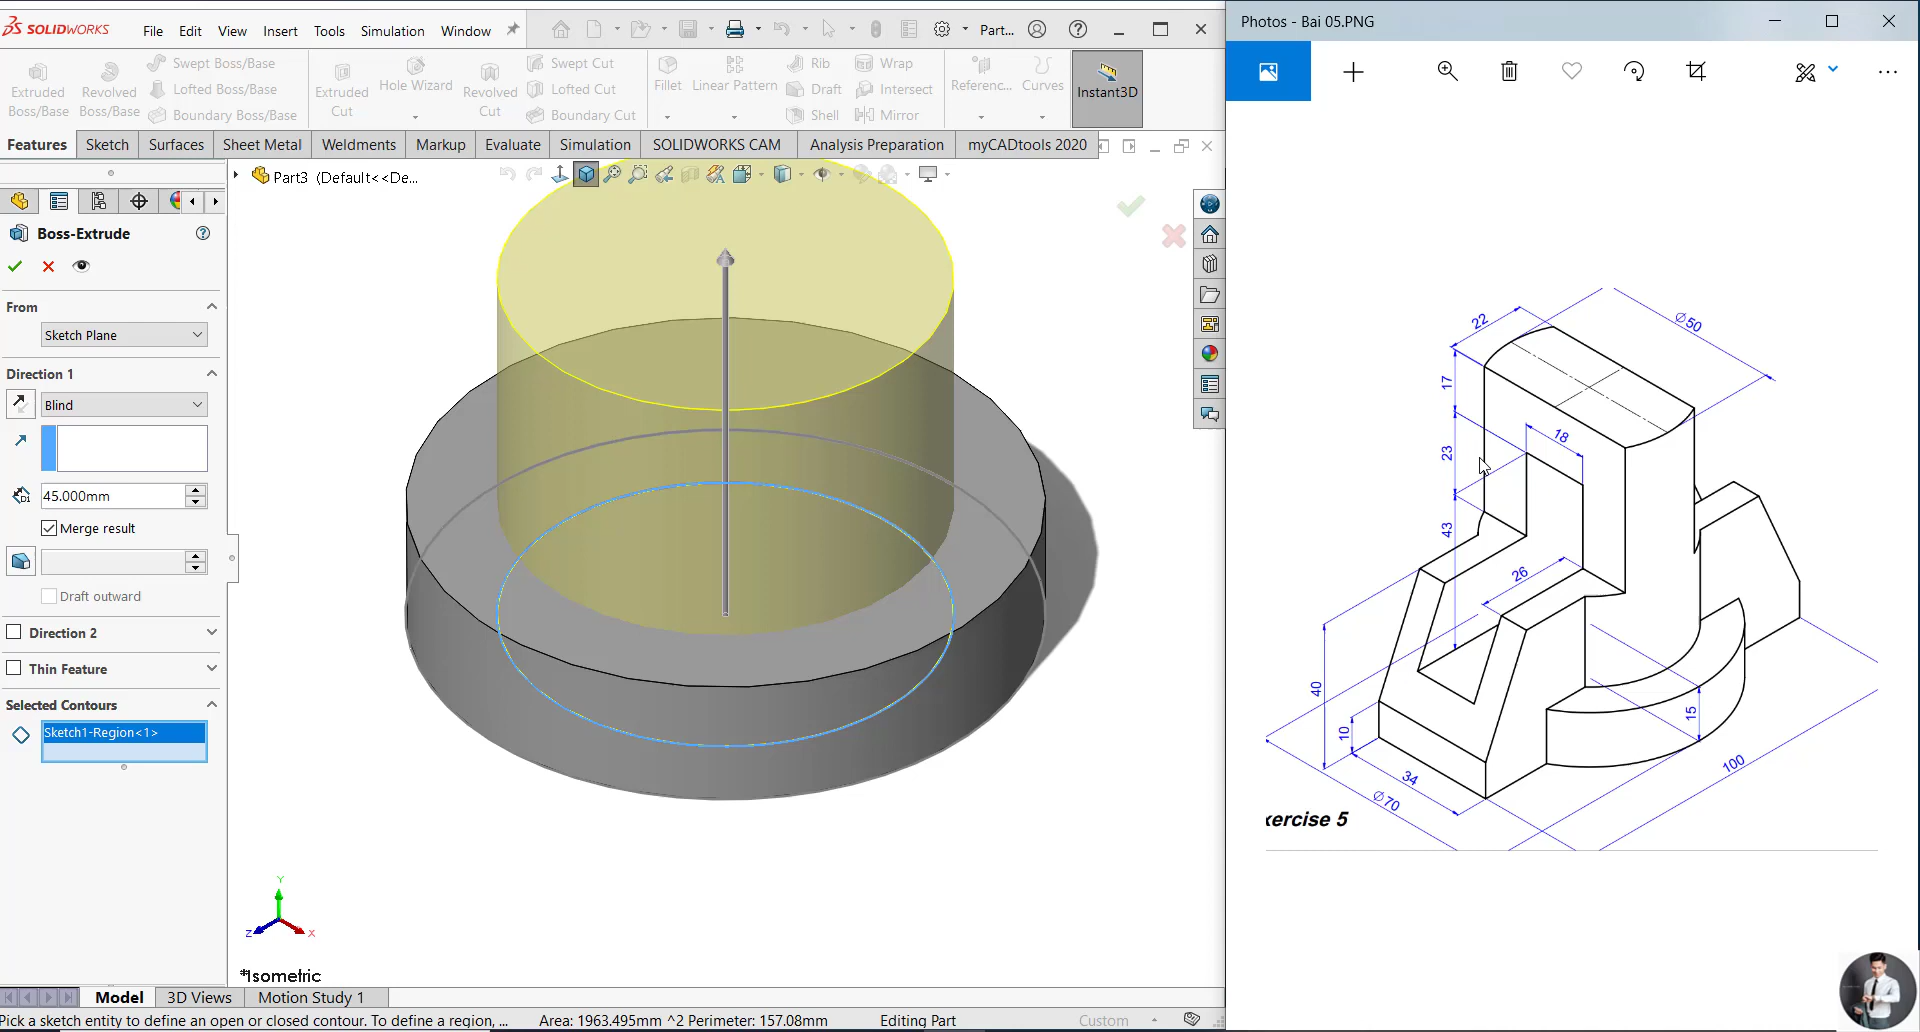 SOLIDWORKS
File Edit View Insert Tools Simulation Window
Part...
Extruded Boss/Base
Revolved Boss/Base
Swept Boss/Base
Lofted Boss/Base
Boundary Boss/Base
Extruded Cut
Hole Wizard
Revolved Cut
Swept Cut
Lofted Cut
Boundary Cut
Fillet
Linear Pattern
Rib
Draft
Shell
Wrap
Intersect
Mirror
Referenc...
Curves
Instant3D
Features Sketch Surfaces Sheet Metal Weldments Markup Evaluate Simulation SOLIDWORKS CAM Analysis Preparation myCADtools 2020
Part3 (Default<<De...
Boss-Extrude
From
Sketch Plane
Direction 1
Blind
45.000mm
Merge result
Draft outward
Direction 2
Thin Feature
Selected Contours
Sketch1-Region<1>
Y
Z
X
*Isometric
Model 3D Views Motion Study 1
Pick a sketch entity to define an open or closed contour. To define a region, ... Area: 1963.495mm ^2 Perimeter: 157.08mm Editing Part Custom
Photos - Bai 05.PNG
22
Ø50
17
18
23
43
26
40
15
10
34
100
Ø70
xercise 5